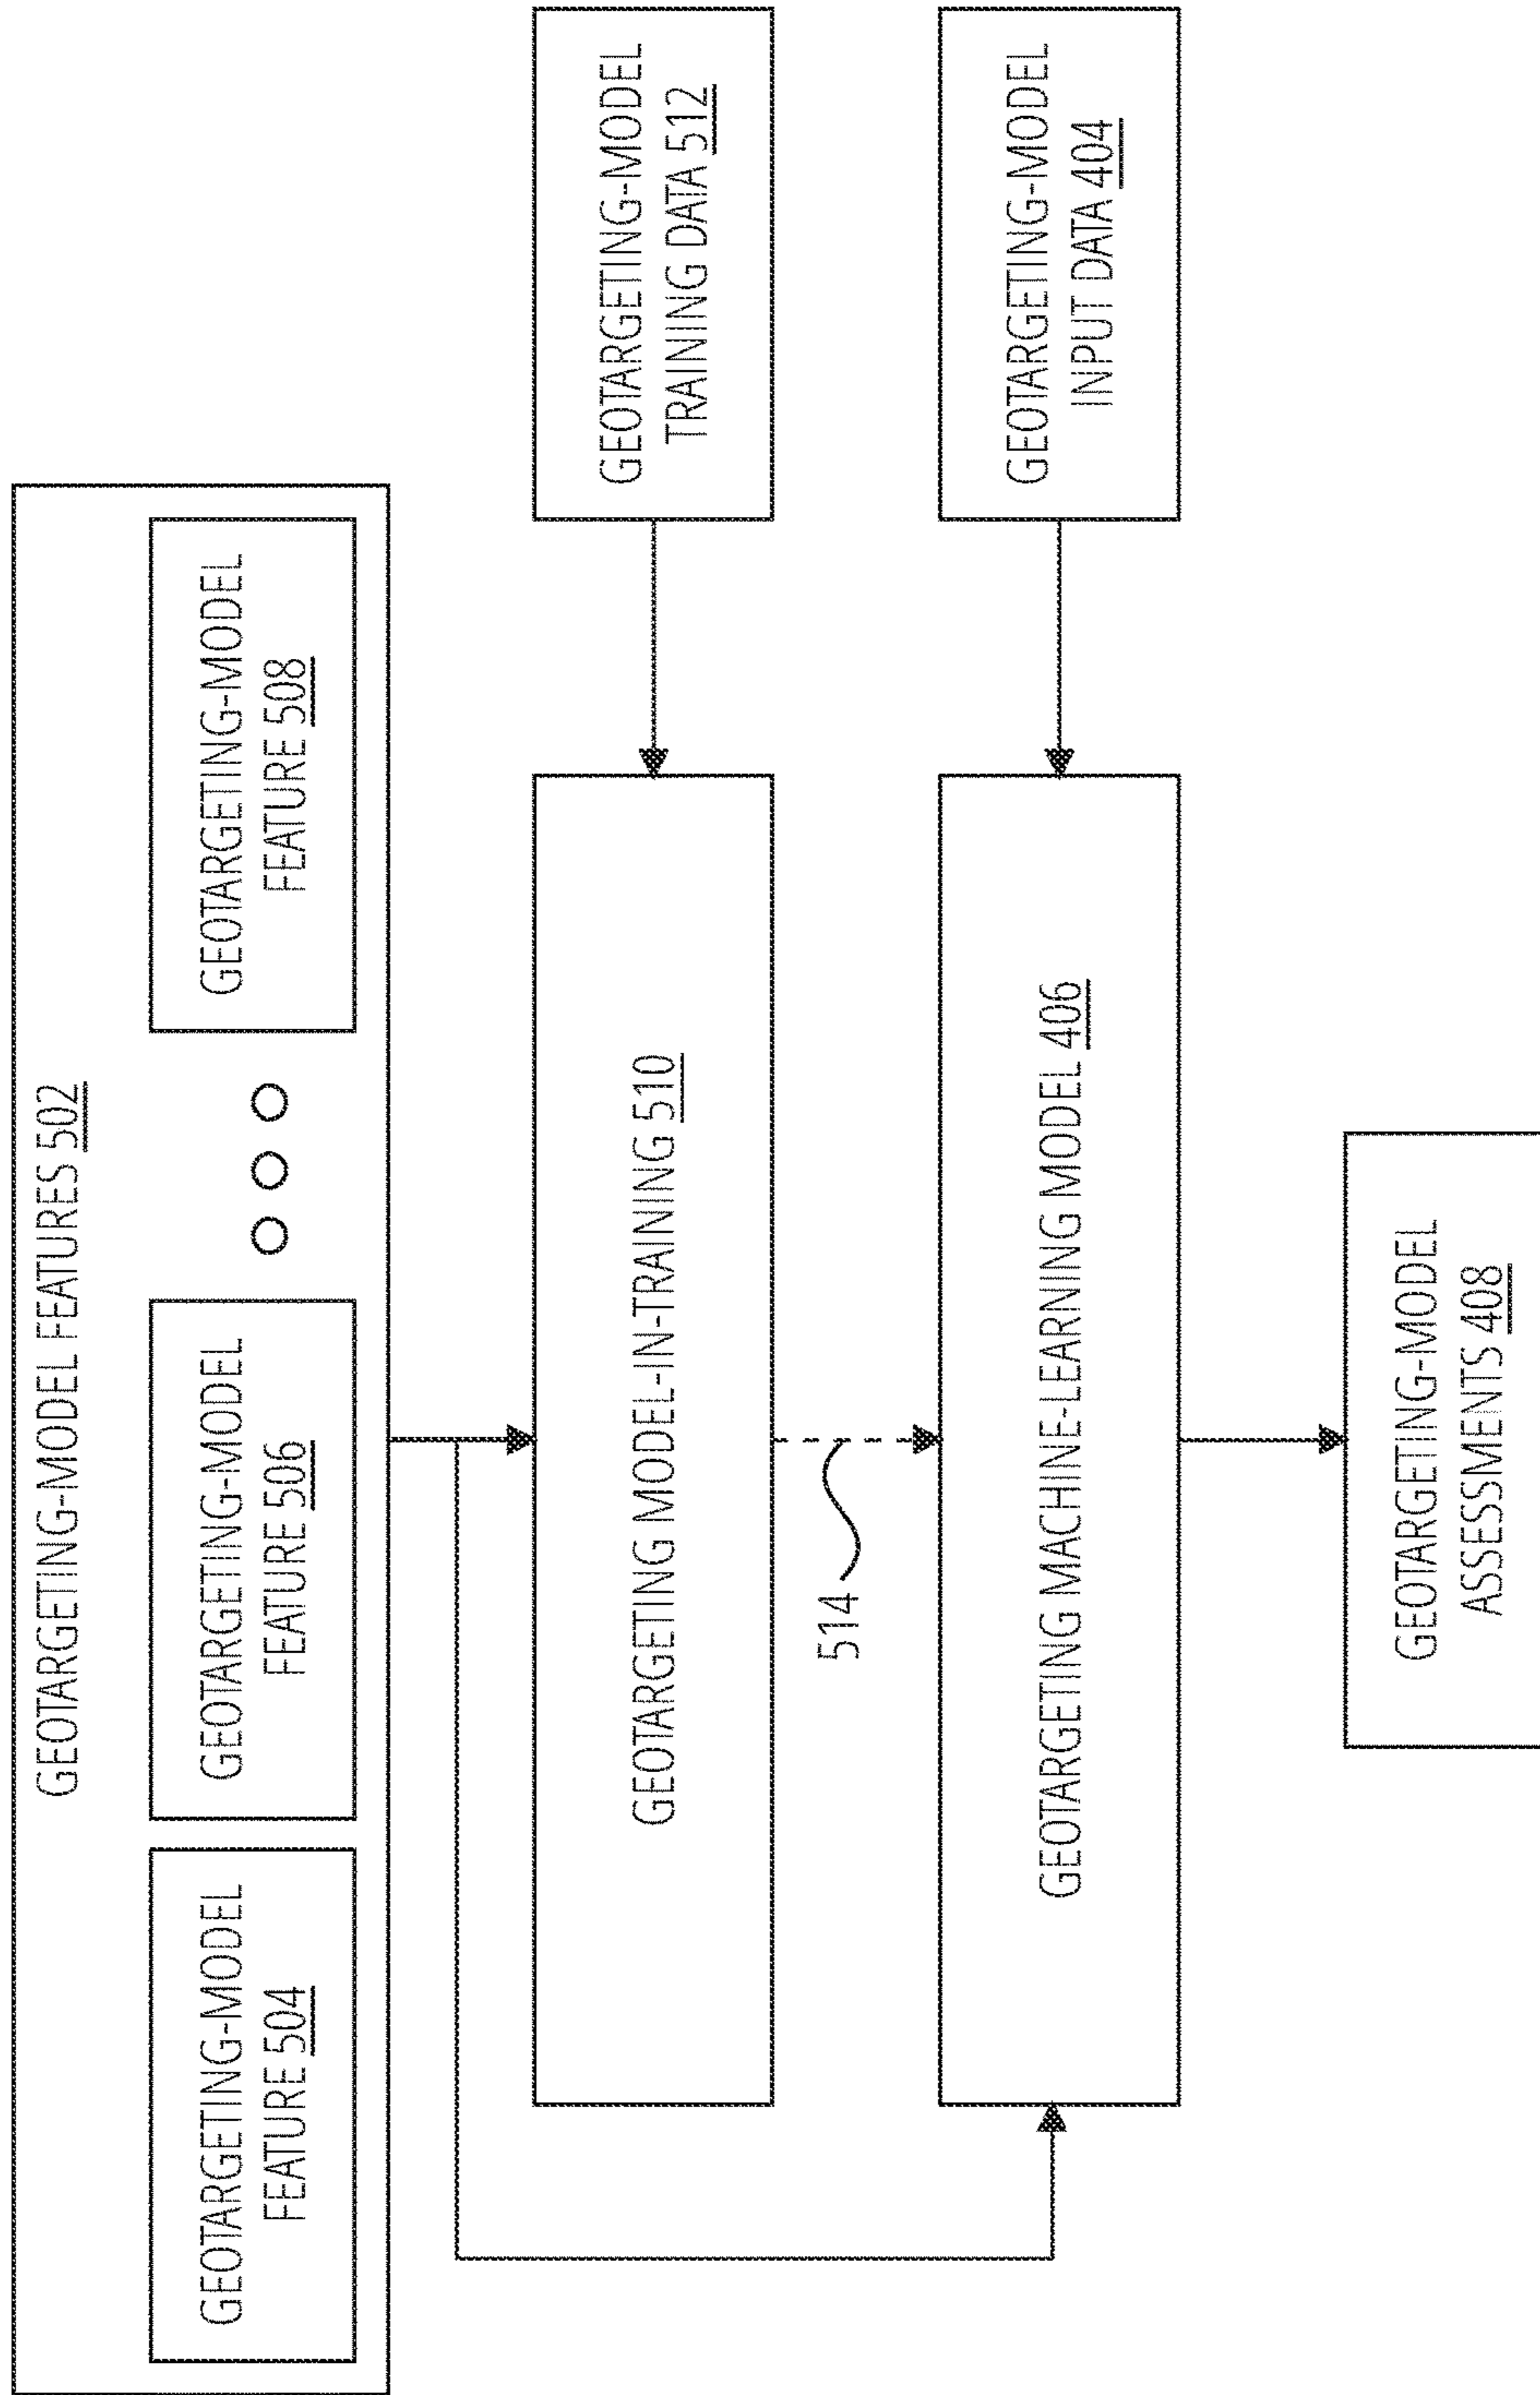 GEOTARGETING-MODEL FEATURES 502
GEOTARGETING-MODEL
FEATURE 504
GEOTARGETING-MODEL
FEATURE 506
GEOTARGETING-MODEL
FEATURE 508
GEOTARGETING MODEL-IN-TRAINING 510
GEOTARGETING-MODEL
TRAINING DATA 512
514
GEOTARGETING MACHINE-LEARNING MODEL 406
GEOTARGETING-MODEL
INPUT DATA 404
GEOTARGETING-MODEL
ASSESSMENTS 408